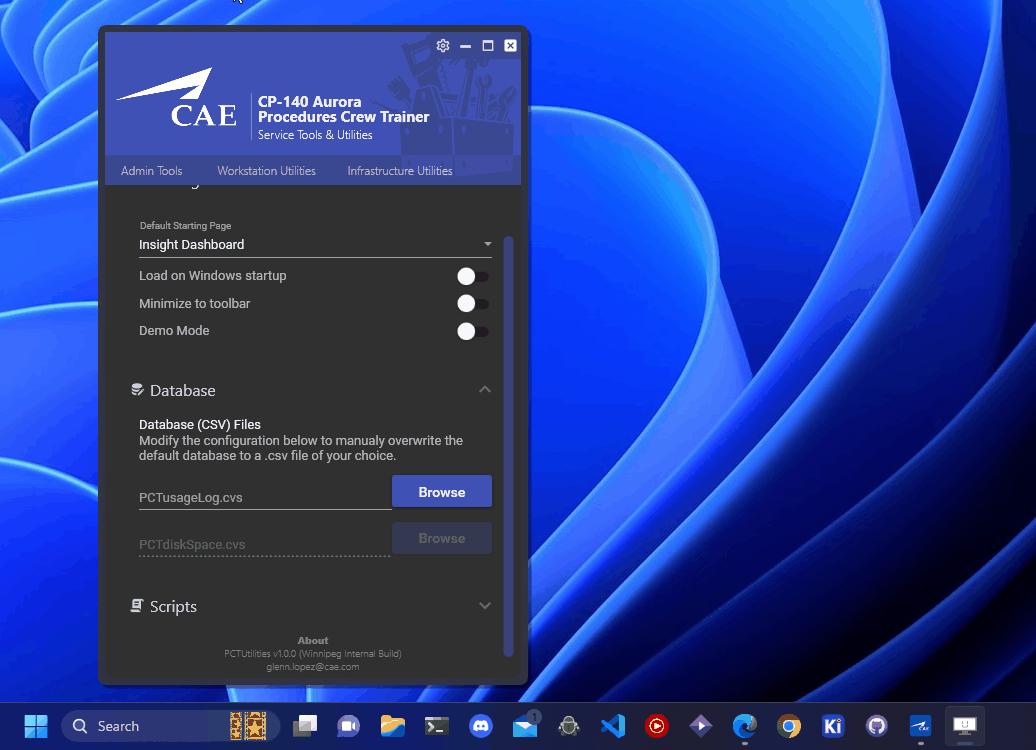 CAE
CP-140 Aurora
Procedures Crew Trainer
Service Tools & Utilities
Admin Tools
Workstation Utilities
Infrastructure Utilities
Default Starting Page
Insight Dashboard
Load on Windows startup
Minimize to toolbar
Demo Mode
Database
Database (CSV) Files
Modify the configuration below to manualy overwrite the
default database to a .csv file of your choice.
PCTusageLog.cvs
Browse
PCTdiskSpace.cvs
Browse
Scripts
About
PCTUtilities v1.0.0 (Winnipeg Internal Build)
glenn.lopez@cae.com
Search
1
Ki